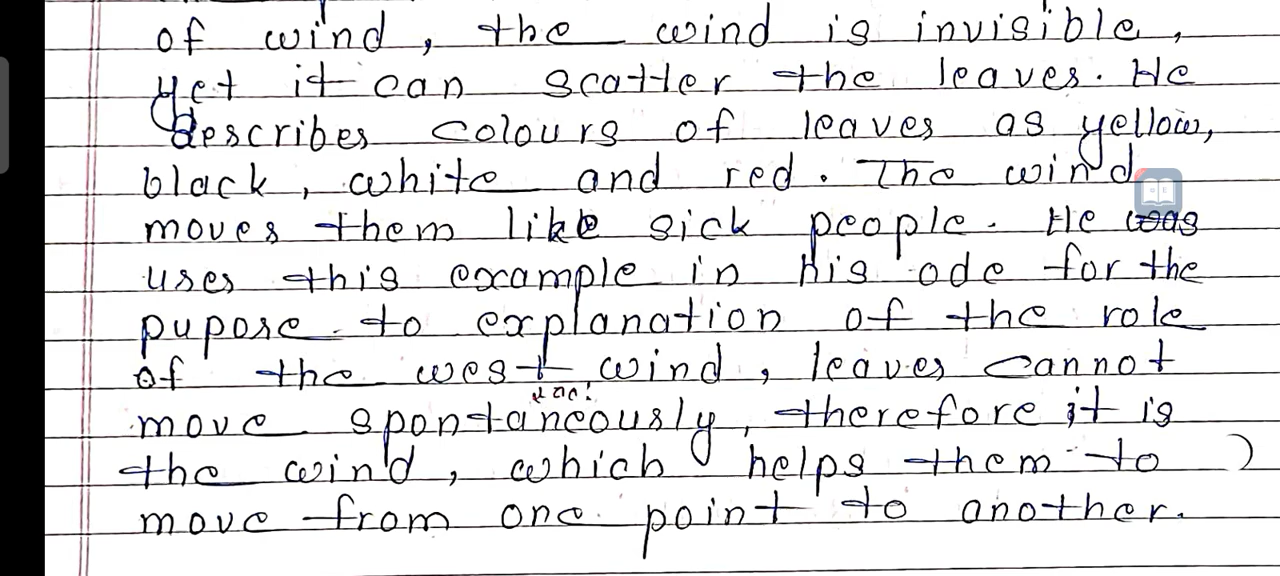 of wind, the wind is invisible,
yet it can scatter the leaves. He
describes colours of leaves as yellow,
black, white and red. The wind
moves them like sick people. He was
uses this example in his ode for the
pupose to explanation of the role
of the west wind, leaves cannot
move spontaneously, therefore it is
the wind, which helps them to )
move from one point to another.